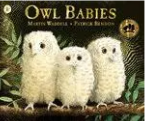 OWL BABIES
MARTIN WADDELL PATRICK BENSON